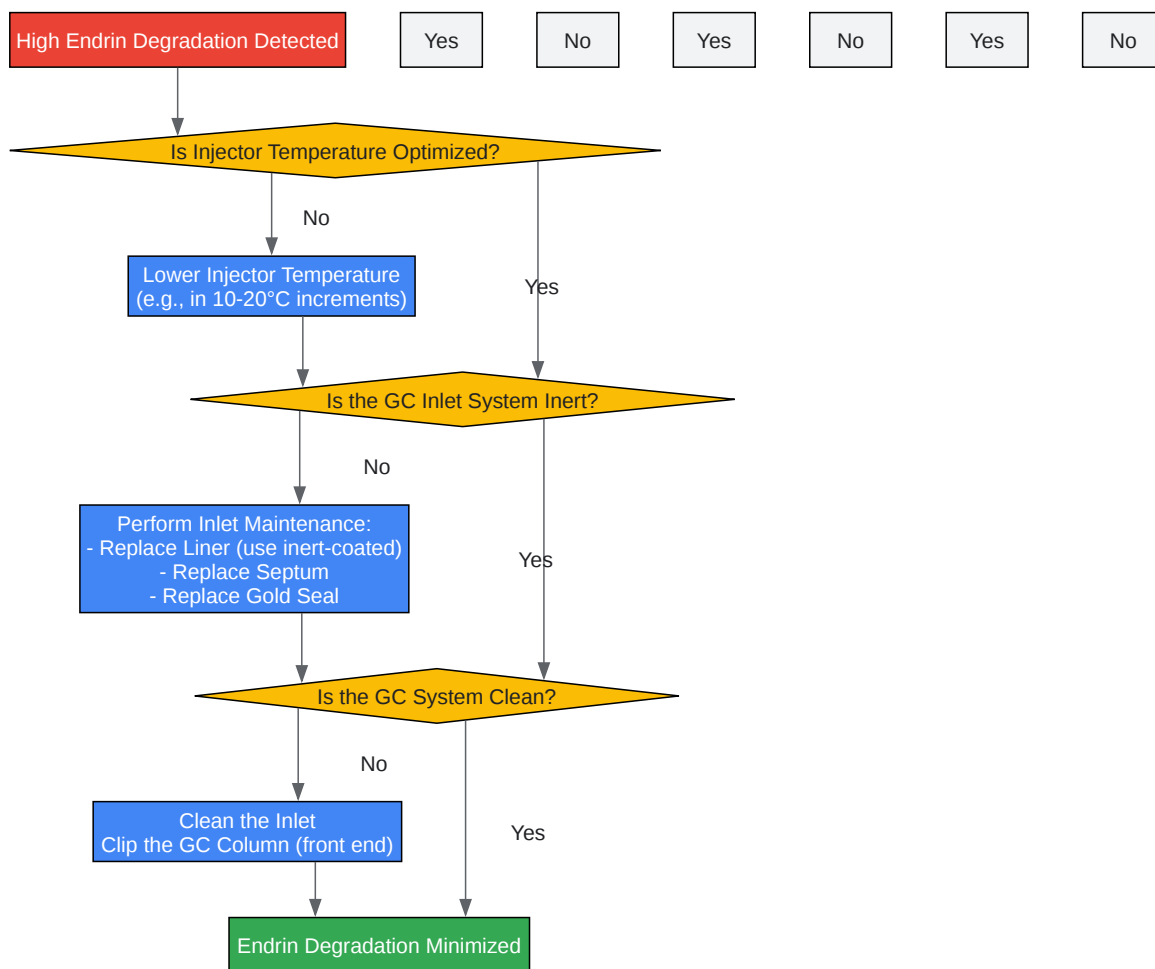 High Endrin Degradation Detected
Yes
No
Yes
No
Yes
No
Is Injector Temperature Optimized?
No
Lower Injector Temperature
(e.g., in 10-20°C increments)
Yes
Is the GC Inlet System Inert?
No
Perform Inlet Maintenance:
- Replace Liner (use inert-coated)
- Replace Septum
- Replace Gold Seal
Yes
Is the GC System Clean?
No
Clean the Inlet
Clip the GC Column (front end)
Yes
Endrin Degradation Minimized